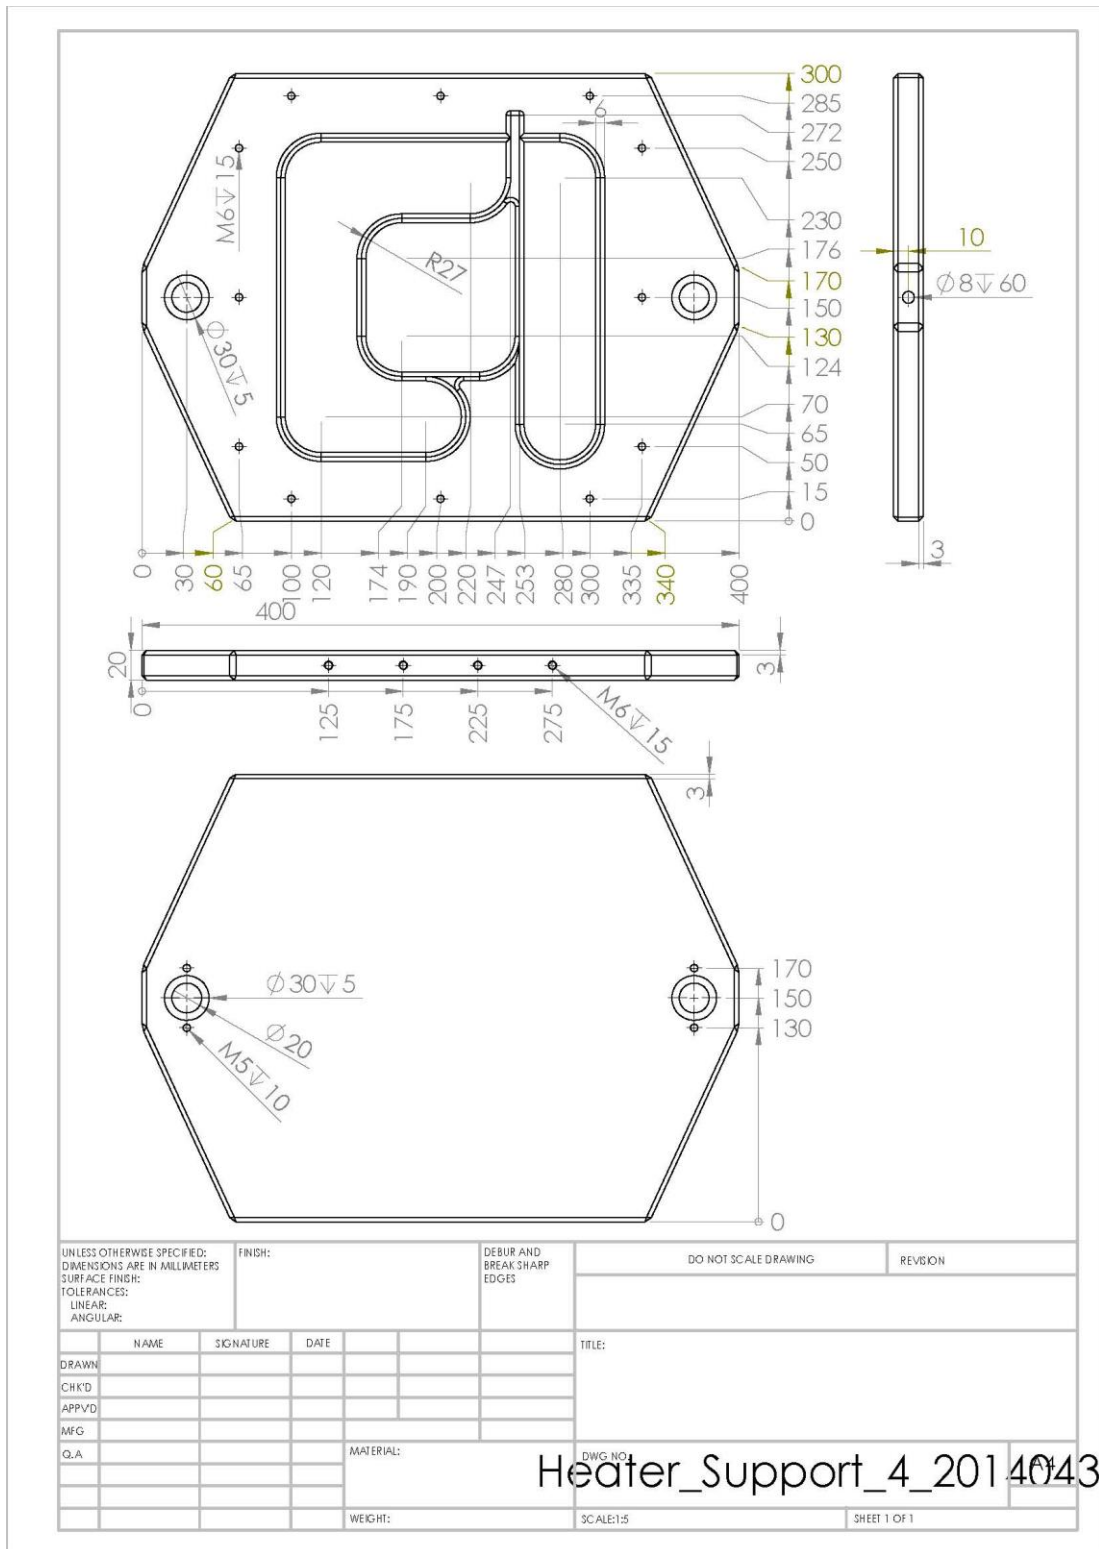 300
285
272
250
230
176
170
150
130
124
70
65
50
15
0
6
M6↧15
R27
∅30↧5
10
∅8↧60
3
0
30
60
65
100
120
174
190
200
220
247
253
280
300
335
340
400
400
20
3
0
125
175
225
275
M6↧15
3
∅30↧5
∅20
M5↧10
170
150
130
0
UNLESS OTHERWISE SPECIFIED:
DIMENSIONS ARE IN MILLIMETERS
SURFACE FINISH:
TOLERANCES:
LINEAR:
ANGULAR:
FINISH:
DEBUR AND
BREAK SHARP
EDGES
DO NOT SCALE DRAWING
REVISION
NAME
SIGNATURE
DATE
TITLE:
DRAWN
CHK'D
APPV'D
MFG
Q.A
MATERIAL:
DWG NO.
Heater_Support_4_2014043
A4
WEIGHT:
SCALE:1:5
SHEET 1 OF 1